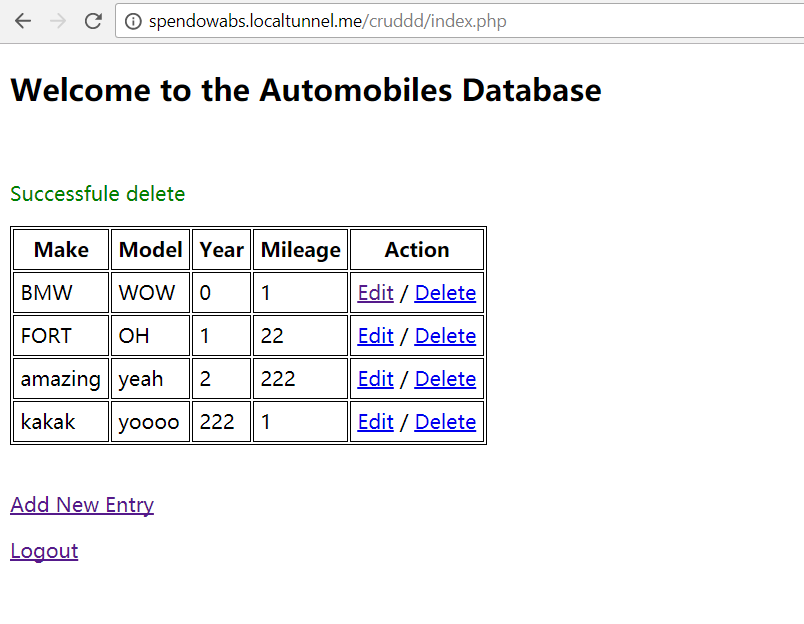 spendowabs.localtunnel.me/cruddd/index.php
Welcome to the Automobiles Database
Successfule delete
Make Model Year Mileage Action
BMW WOW 0 1 Edit / Delete
FORT OH 1 22 Edit / Delete
amazing yeah 2 222 Edit / Delete
kakak yoooo 222 1 Edit / Delete
Add New Entry
Logout